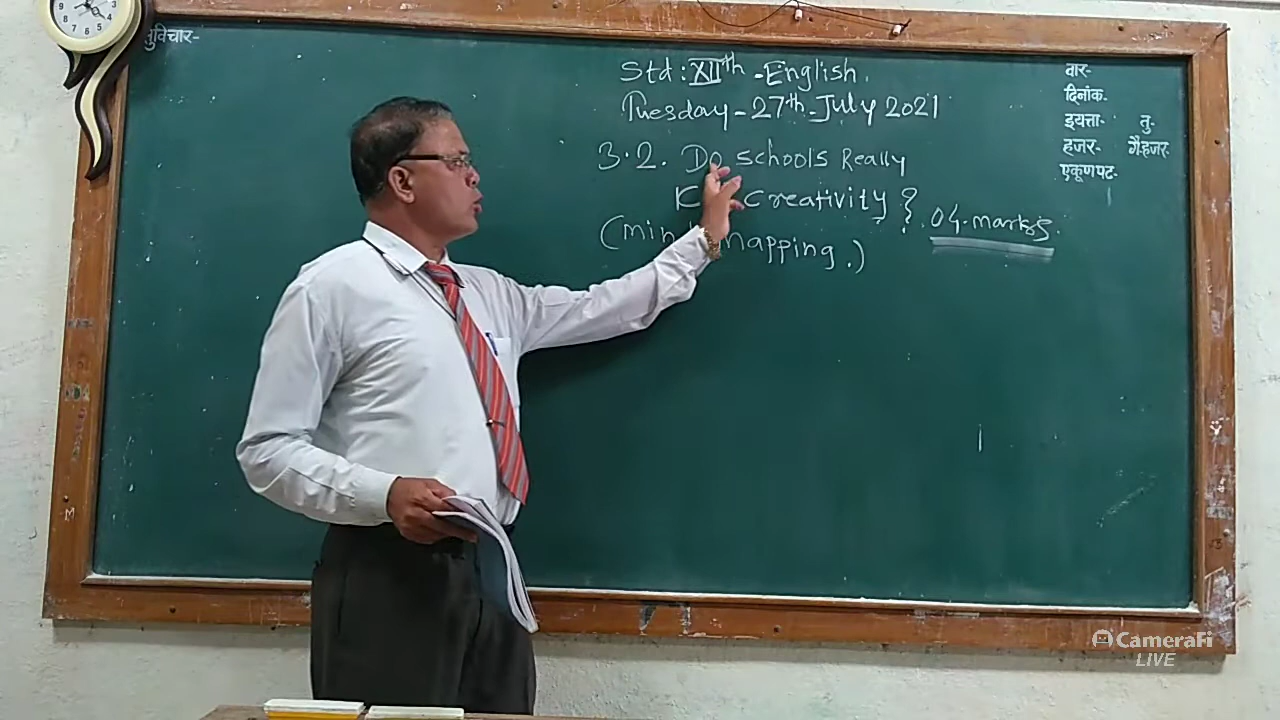 सुविचार-
Std: XIIth - English.
Tuesday - 27th - July 2021
3.2. Do schools Really
creativity ?
04 marks.
mapping.)
वार-
दिनांक-
इयत्ता- तु-
हजर- गैरहजर-
एकूणपट-
CameraFi
LIVE